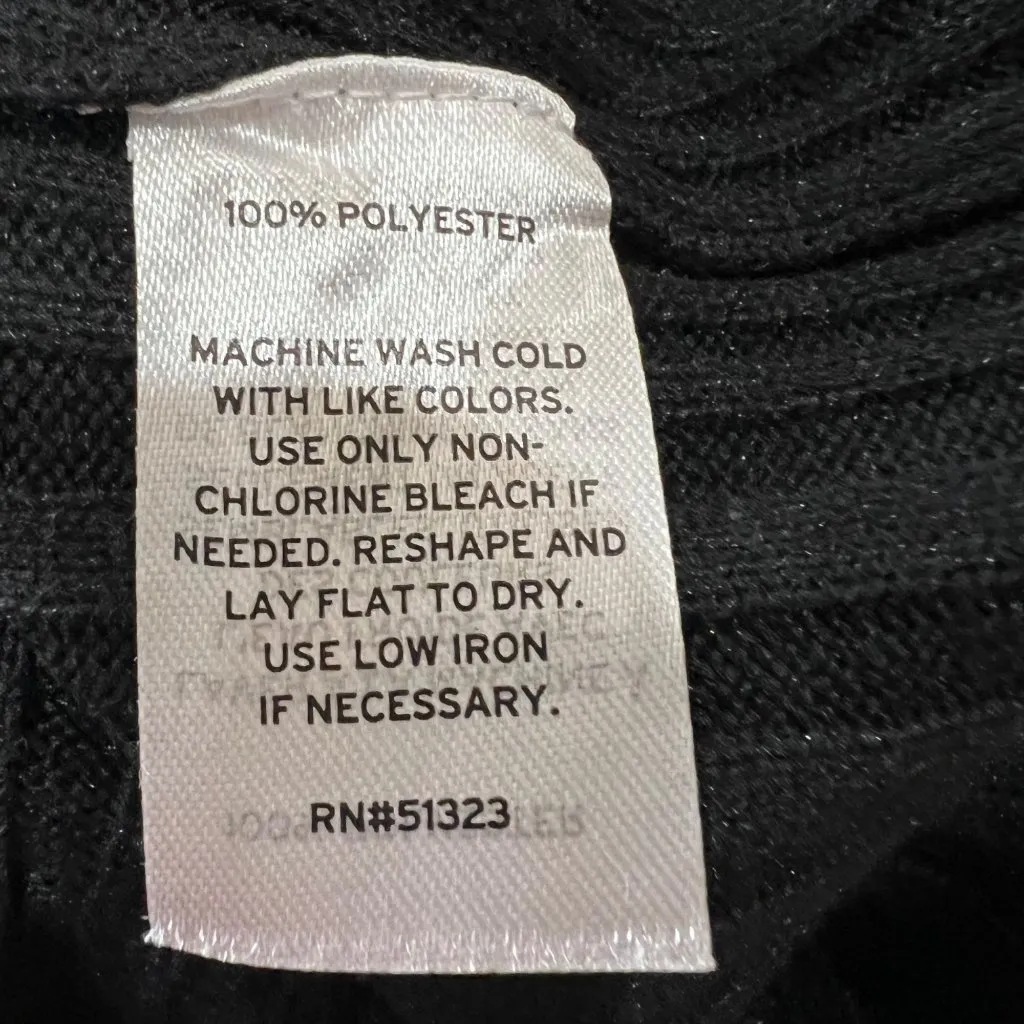 100% POLYESTER
MACHINE WASH COLD
WITH LIKE COLORS.
USE ONLY NON-
CHLORINE BLEACH IF
NEEDED. RESHAPE AND
LAY FLAT TO DRY.
USE LOW IRON
IF NECESSARY.
RN#51323